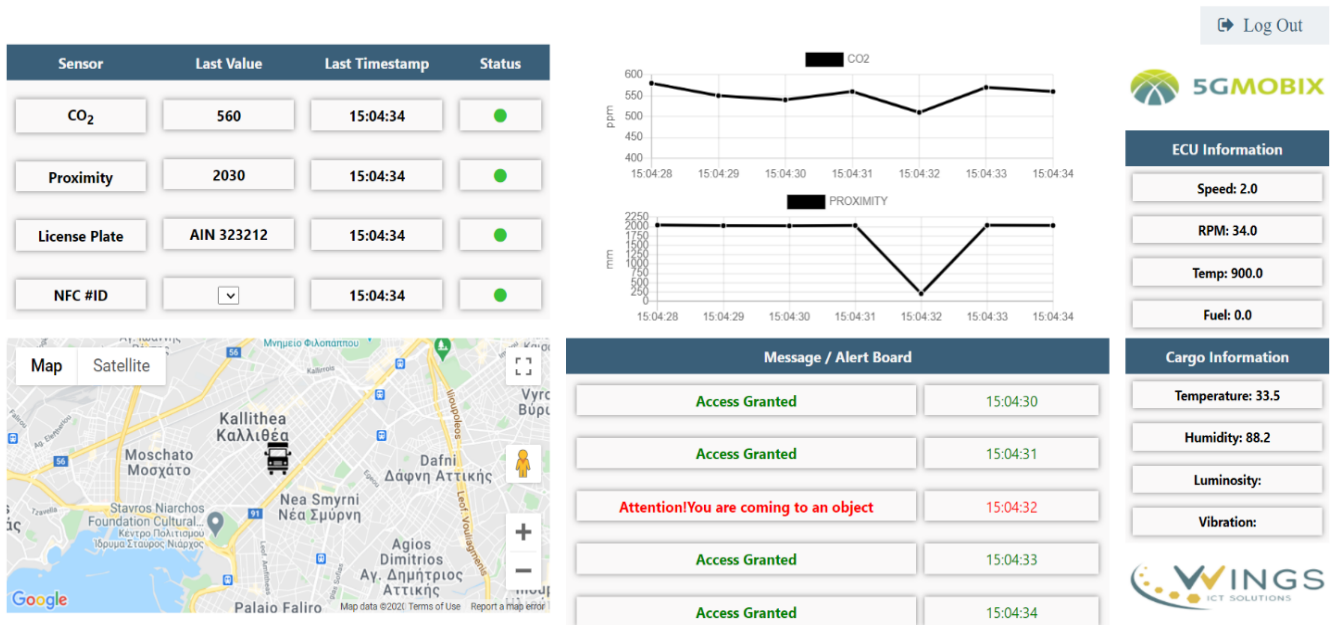 Log Out
Sensor Last Value Last Timestamp Status
CO2 560 15:04:34
Proximity 2030 15:04:34
License Plate AIN 323212 15:04:34
NFC #ID 15:04:34
CO2
600
550
500
450
400
ppm
15:04:28 15:04:29 15:04:30 15:04:31 15:04:32 15:04:33 15:04:34
PROXIMITY
2250
2000
1750
1500
1250
1000
750
500
250
0
mm
15:04:28 15:04:29 15:04:30 15:04:31 15:04:32 15:04:33 15:04:34
5GMOBIX
ECU Information
Speed: 2.0
RPM: 34.0
Temp: 900.0
Fuel: 0.0
Map Satellite
Μνημείο Φιλοπάππου
56
Kallirrois
Ilioupoleos
Kallithea
Καλλιθέα
Moschato
Μοσχάτο
56
Dafni
Δάφνη Αττικής
Nea Smyrni
Νέα Σμύρνη
91
Stavros Niarchos
Foundation Cultural...
Κέντρο Πολιτισμού
Ίδρυμα Σταύρος Νιάρχος
Leof. Vouliagmenis
Agios
Dimitrios
Αγ. Δημήτριος
Αττικής
Palaio Faliro
Google
Terms of Use
Report a map error
Message / Alert Board
Access Granted 15:04:30
Access Granted 15:04:31
Attention!You are coming to an object 15:04:32
Access Granted 15:04:33
Access Granted 15:04:34
Cargo Information
Temperature: 33.5
Humidity: 88.2
Luminosity:
Vibration:
WINGS
ICT SOLUTIONS